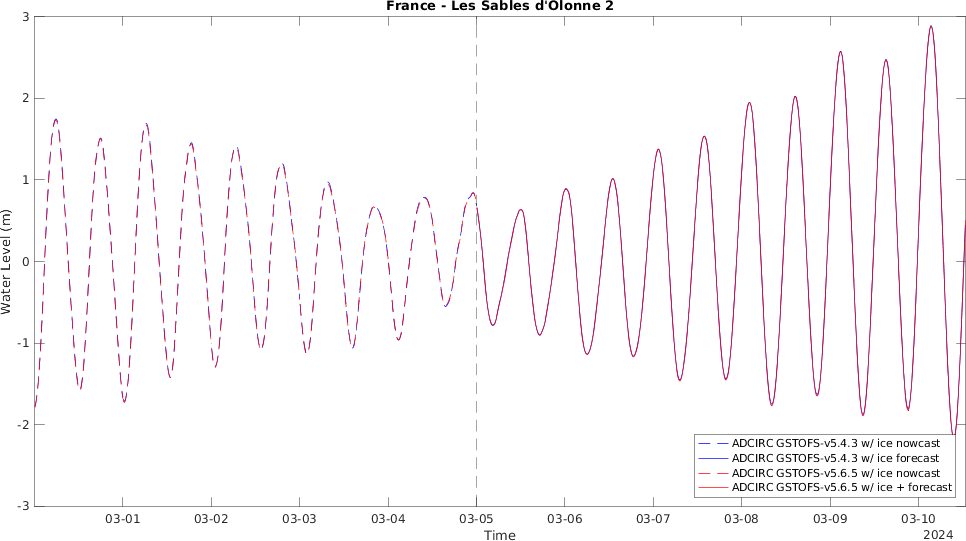 France - Les Sables d'Olonne 2
3
2
1
0
-1
-2
-3
Water Level (m)
03-01
03-02
03-03
03-04
03-05
03-06
03-07
03-08
03-09
03-10
Time
2024
ADCIRC GSTOFS-v5.4.3 w/ ice nowcast
ADCIRC GSTOFS-v5.4.3 w/ ice forecast
ADCIRC GSTOFS-v5.6.5 w/ ice nowcast
ADCIRC GSTOFS-v5.6.5 w/ ice + forecast